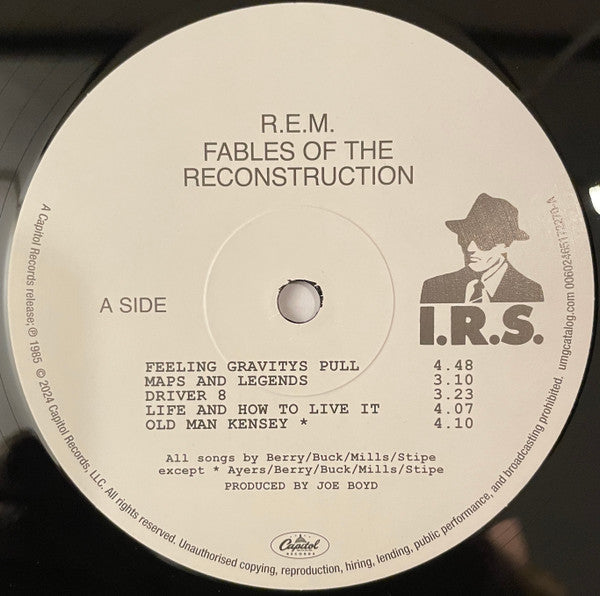 R.E.M.
FABLES OF THE
RECONSTRUCTION
A SIDE
I.R.S.
FEELING GRAVITYS PULL 4.48
MAPS AND LEGENDS 3.10
DRIVER 8 3.23
LIFE AND HOW TO LIVE IT 4.07
OLD MAN KENSEY * 4.10
All songs by Berry/Buck/Mills/Stipe
except * Ayers/Berry/Buck/Mills/Stipe
PRODUCED BY JOE BOYD
Capitol
RECORDS
A Capitol Records release; ℗ 1985 © 2024 Capitol Records, LLC. All rights reserved. Unauthorised copying, reproduction, hiring, lending, public performance, and broadcasting prohibited. umgcatalog.com